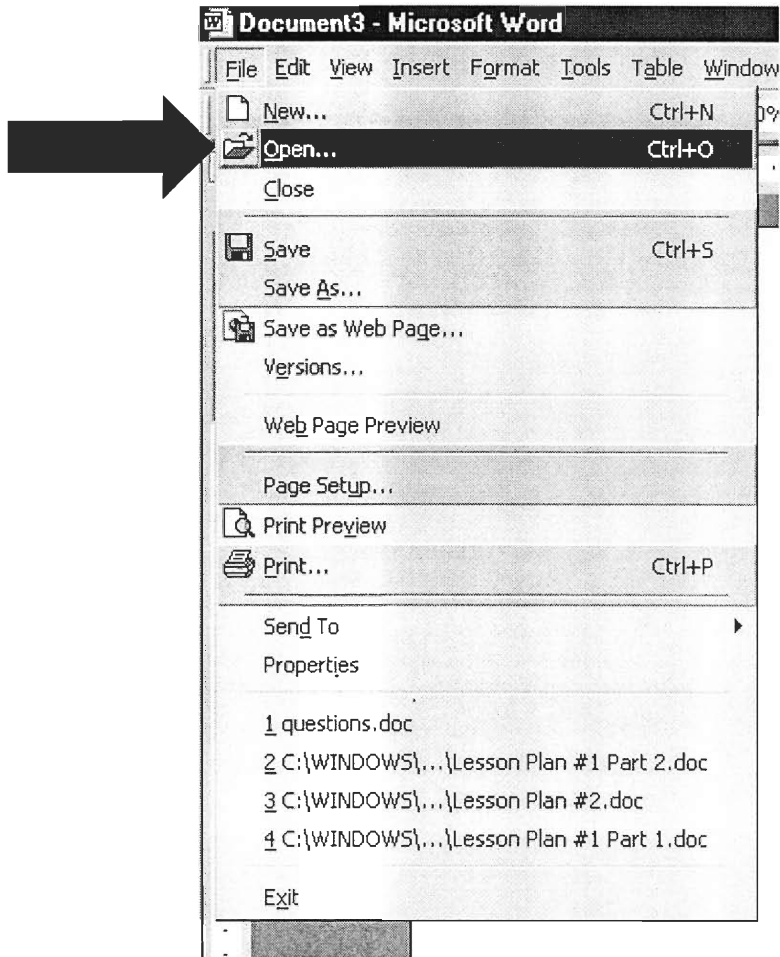 Document3 - Microsoft Word
File Edit View Insert Format Tools Table Window
New... Ctrl+N
Open... Ctrl+O
Close
Save Ctrl+S
Save As...
Save as Web Page...
Versions...
Web Page Preview
Page Setup...
Print Preview
Print... Ctrl+P
Send To
Properties
1 questions.doc
2 C:\WINDOWS\...\Lesson Plan #1 Part 2.doc
3 C:\WINDOWS\...\Lesson Plan #2.doc
4 C:\WINDOWS\...\Lesson Plan #1 Part 1.doc
Exit